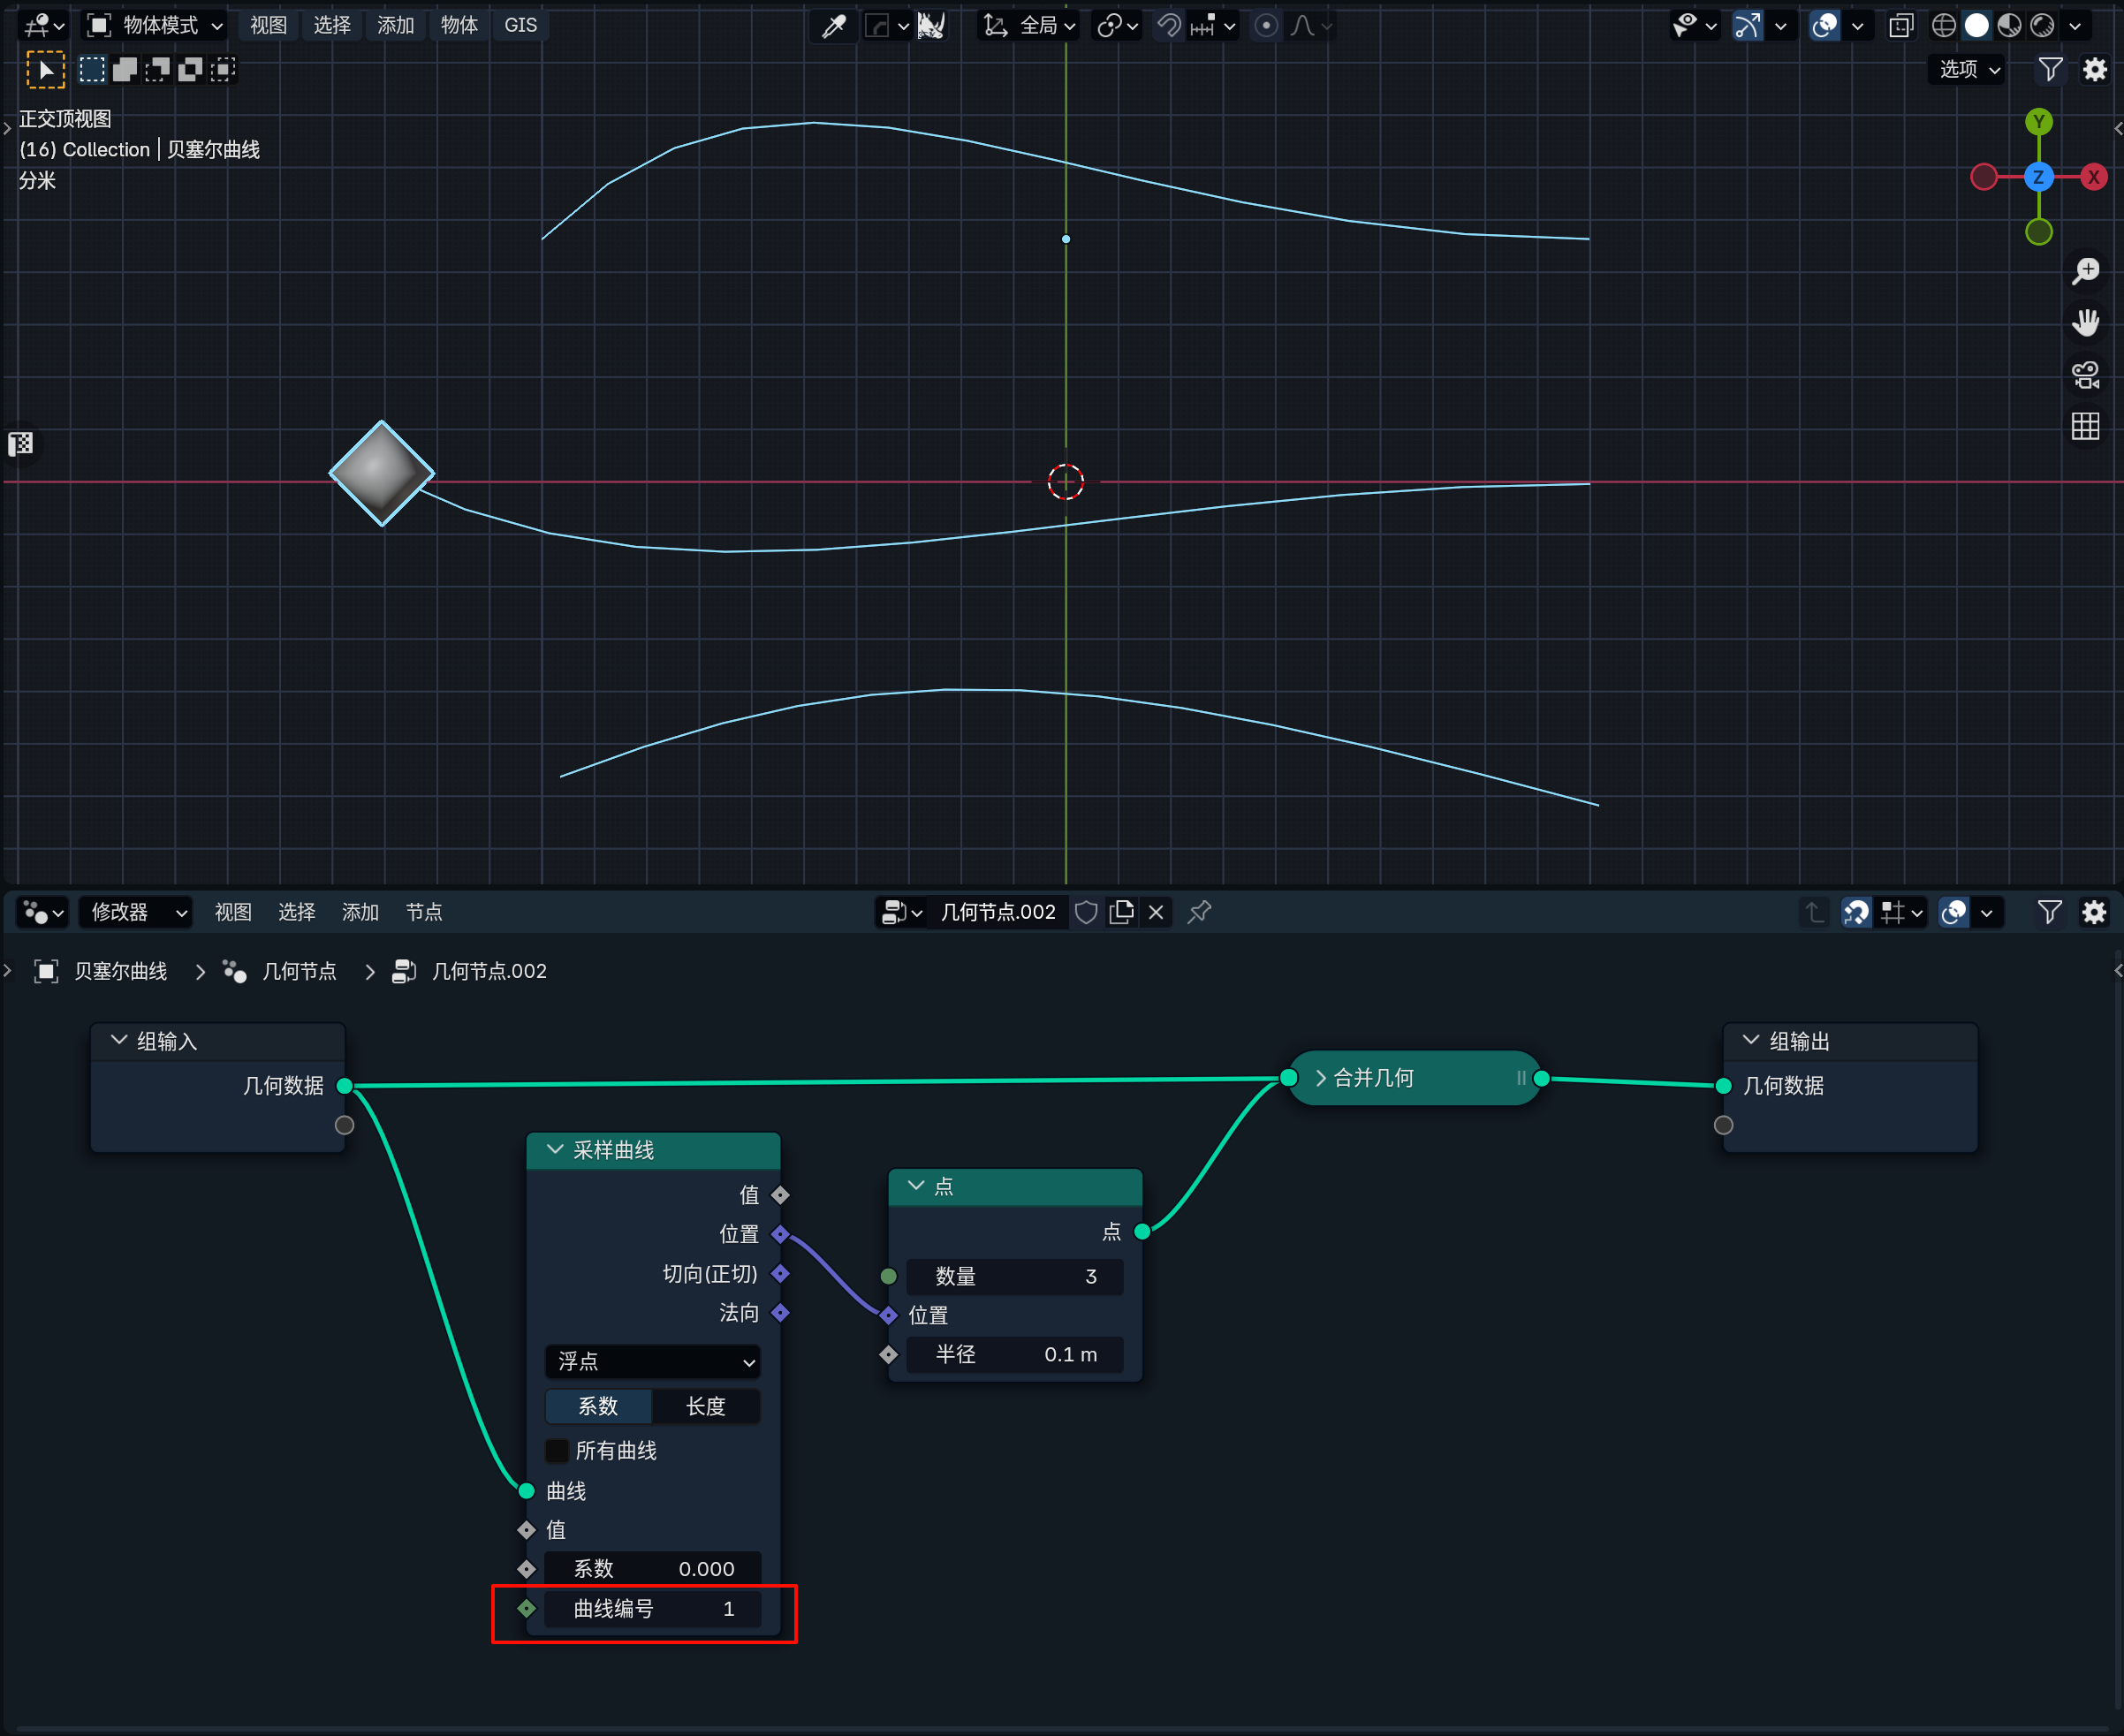 物体模式 视图 选择 添加 物体 GIS 全局
选项
正交顶视图
(16) Collection | 贝塞尔曲线
分米
Y
Z X
修改器 视图 选择 添加 节点 几何节点.002
贝塞尔曲线 几何节点 几何节点.002
组输入
几何数据
采样曲线
值
位置
切向(正切)
法向
浮点
系数 长度
所有曲线
曲线
值
系数 0.000
曲线编号 1
点
点
数量 3
位置
半径 0.1 m
合并几何
组输出
几何数据